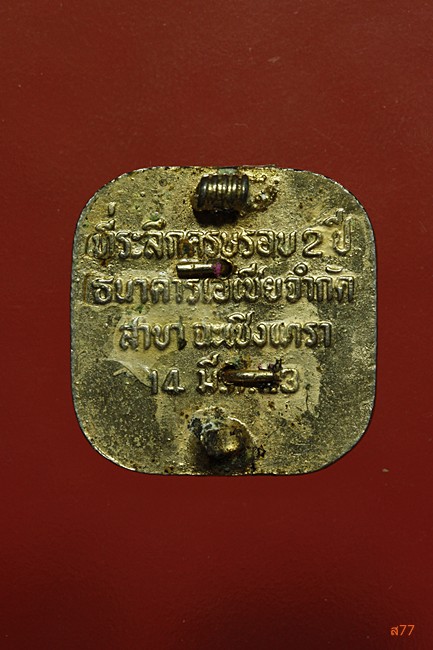 ที่ระลึกครบรอบ 2 ปี
ธนาคารเอเชียจำกัด
สาขา ฉะเชิงเทรา
14 มี
ส77